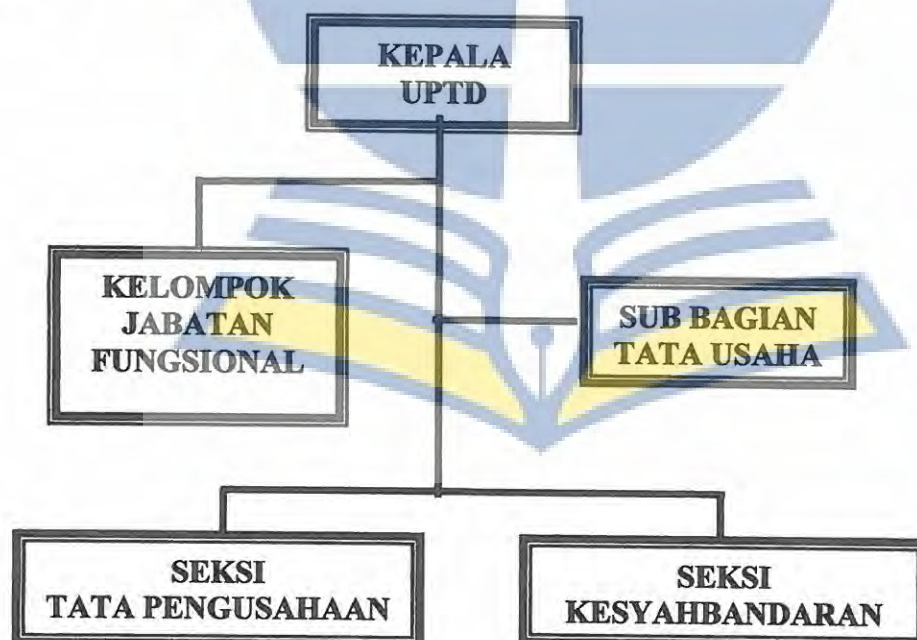 KEPALA
UPTD
KELOMPOK
JABATAN
FUNGSIONAL
SUB BAGIAN
TATA USAHA
SEKSI
TATA PENGUSAHAAN
SEKSI
KESYAHBANDARAN